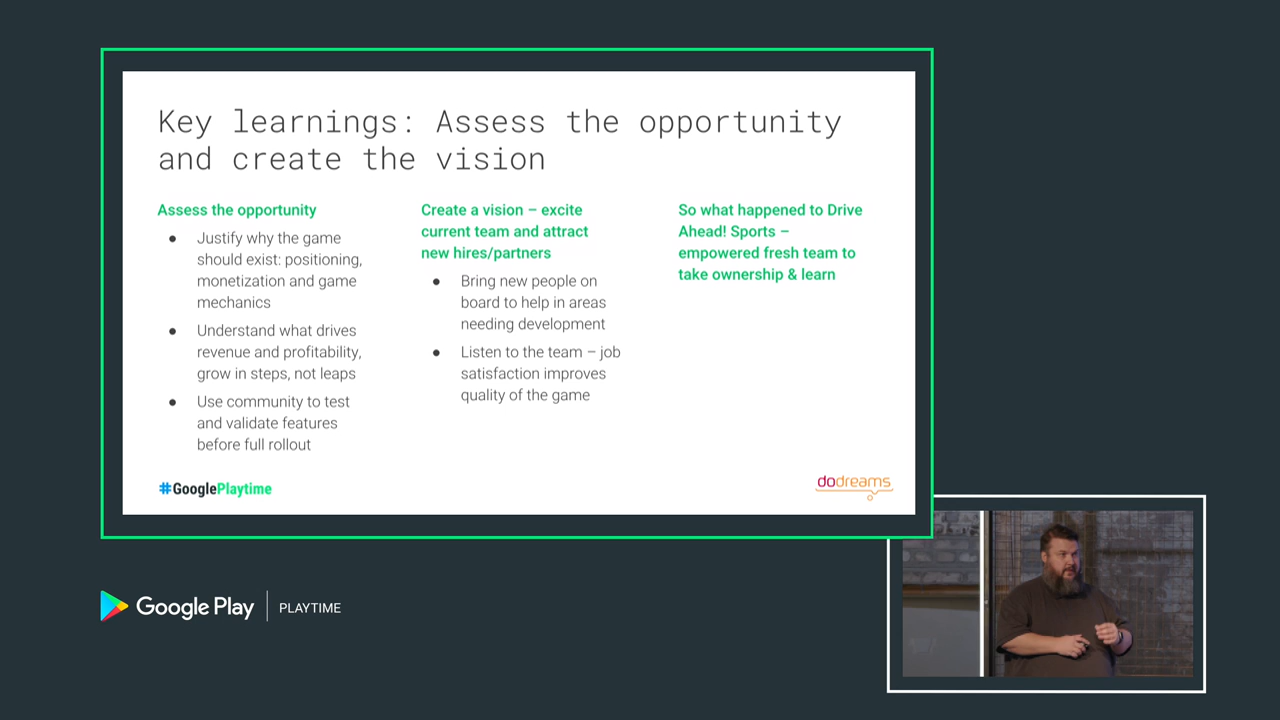 Key learnings: Assess the opportunity
and create the vision
Assess the opportunity
● Justify why the game
should exist: positioning,
monetization and game
mechanics
● Understand what drives
revenue and profitability,
grow in steps, not leaps
● Use community to test
and validate features
before full rollout
Create a vision – excite
current team and attract
new hires/partners
● Bring new people on
board to help in areas
needing development
● Listen to the team – job
satisfaction improves
quality of the game
So what happened to Drive
Ahead! Sports –
empowered fresh team to
take ownership & learn
#GooglePlaytime
dodreams
Google Play | PLAYTIME